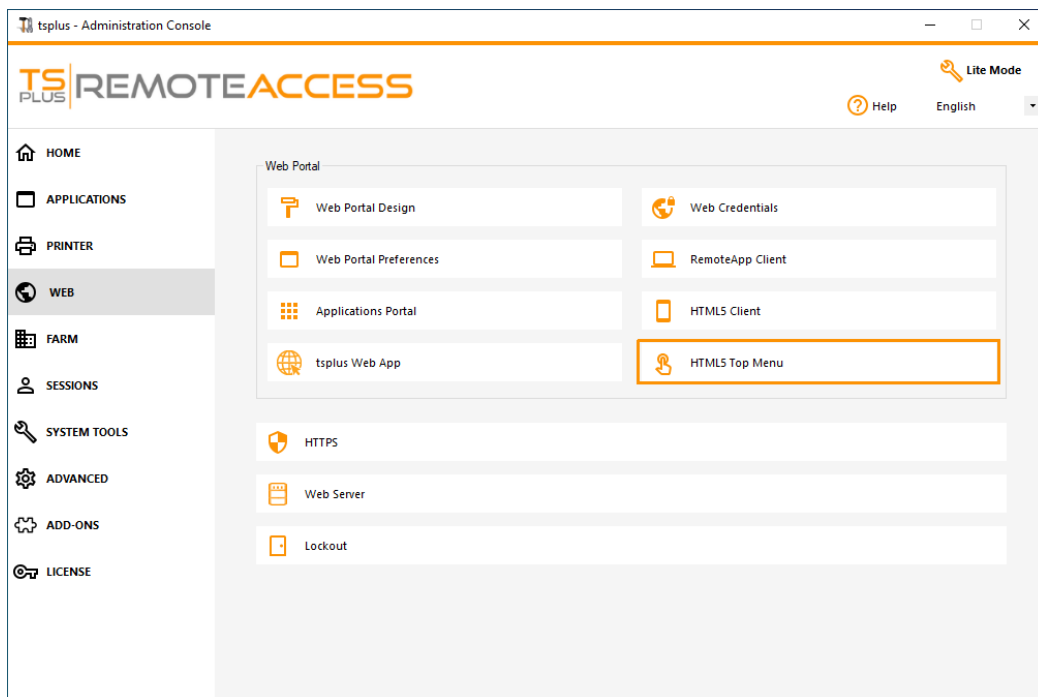 tsplus - Administration Console
TS PLUS REMOTEACCESS
Lite Mode
Help
English
HOME
APPLICATIONS
PRINTER
WEB
FARM
SESSIONS
SYSTEM TOOLS
ADVANCED
ADD-ONS
LICENSE
Web Portal
Web Portal Design
Web Credentials
Web Portal Preferences
RemoteApp Client
Applications Portal
HTML5 Client
tsplus Web App
HTML5 Top Menu
HTTPS
Web Server
Lockout